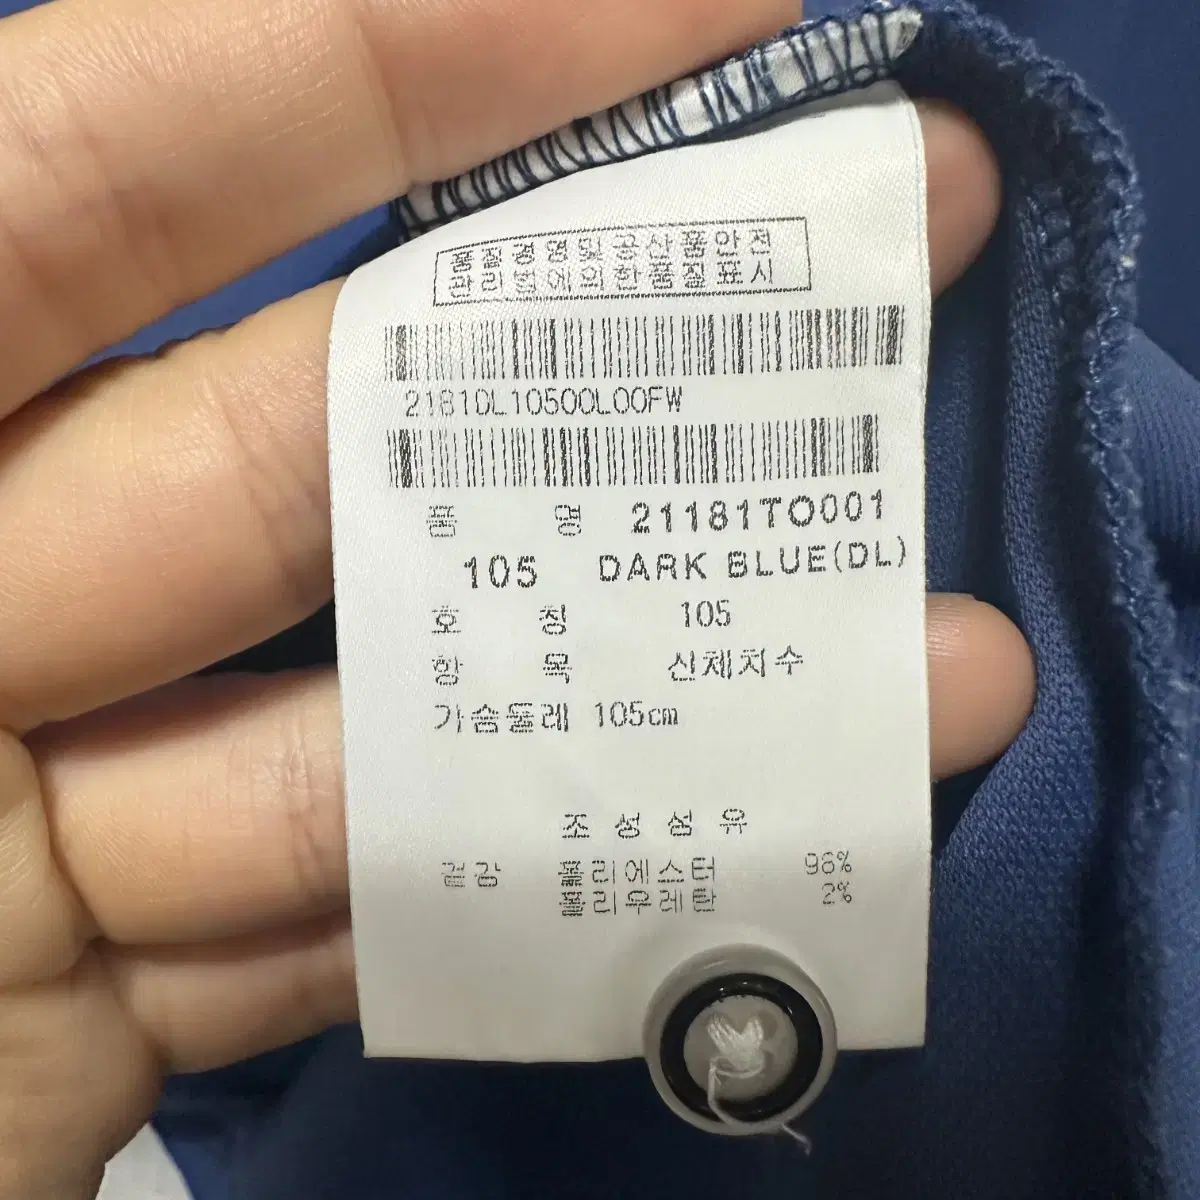 품질경영및공산품안전
관리법에의한품질표시
2181DL10500L00FW
품 명 21181TO001
105 DARK BLUE(DL)
호 칭 105
항 목 신체치수
가슴둘레 105cm
조 성 섬 유
겉감 폴리에스터 98%
폴리우레탄 2%